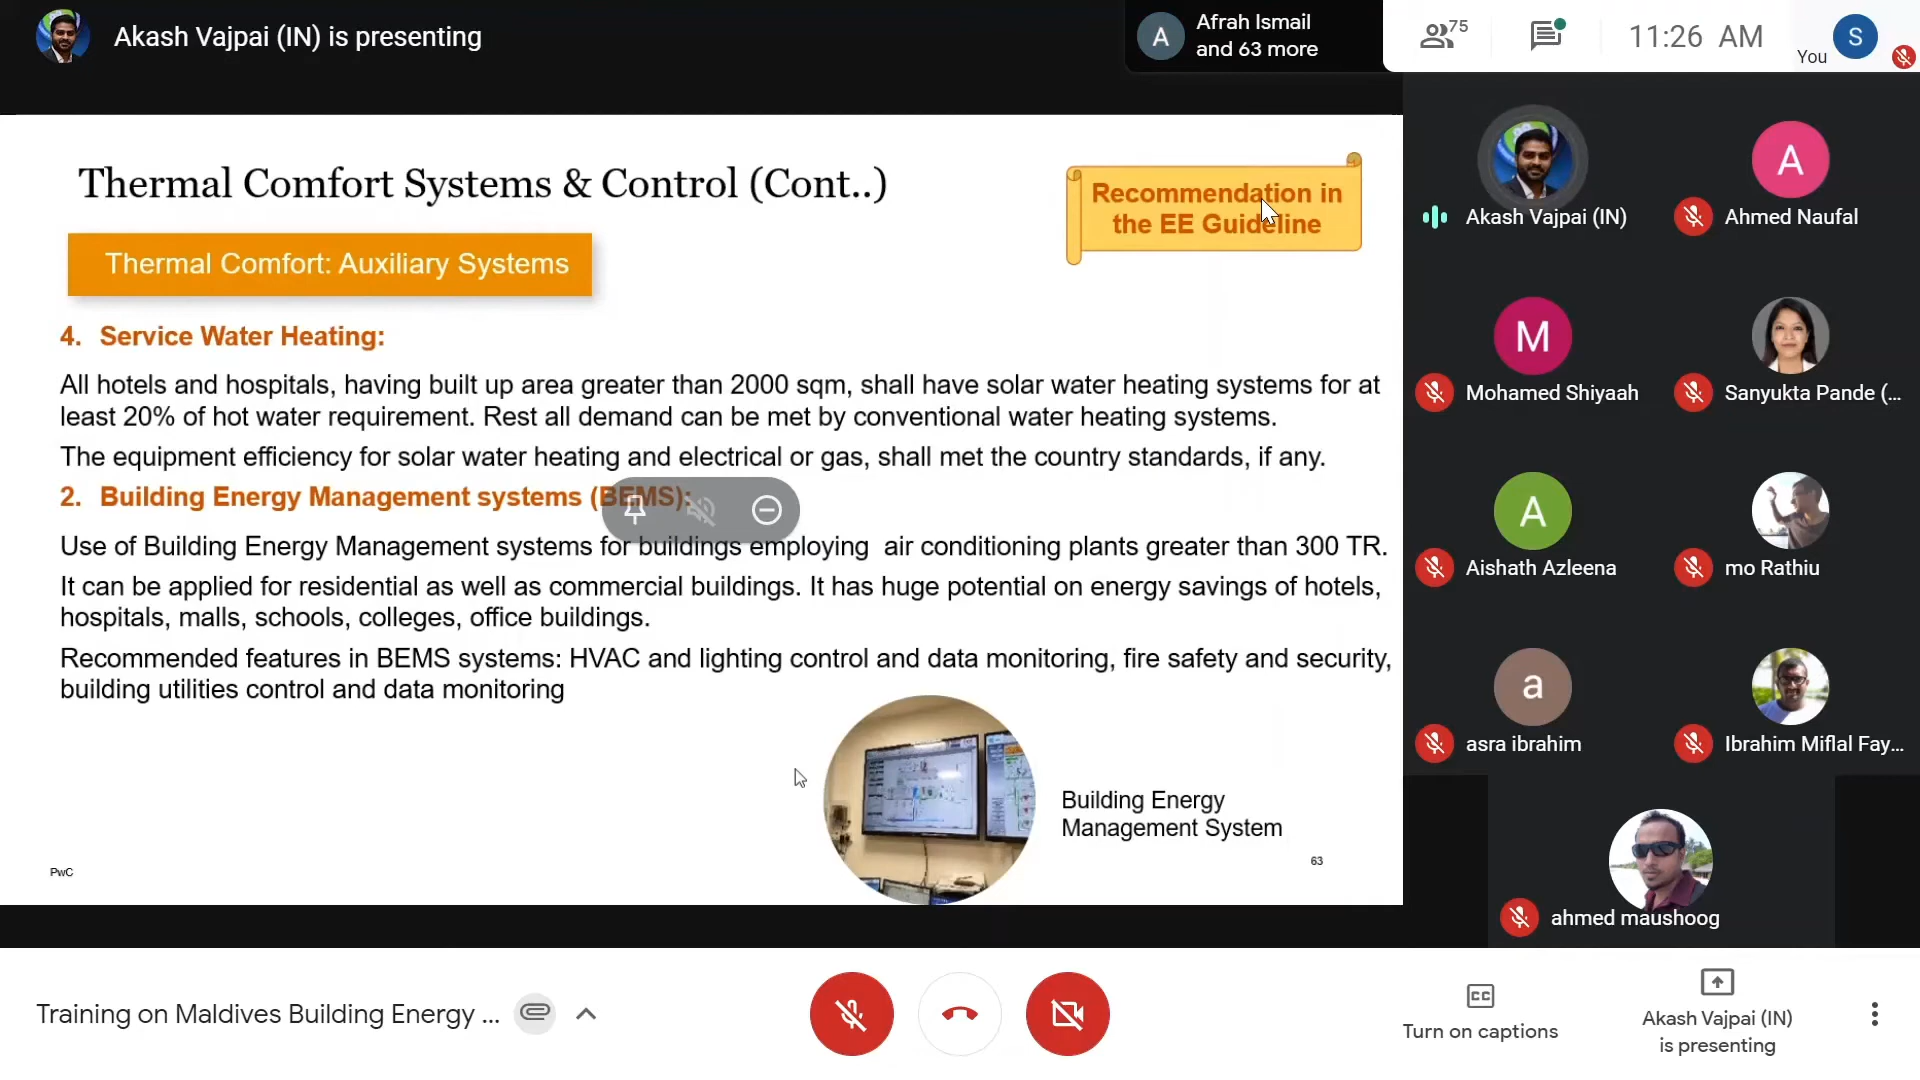 Akash Vajpai (IN) is presenting
A
Afrah Ismail
and 63 more
75
11:26 AM
You
S
Thermal Comfort Systems & Control (Cont..)
Recommendation in
the EE Guideline
Thermal Comfort: Auxiliary Systems
4. Service Water Heating:
All hotels and hospitals, having built up area greater than 2000 sqm, shall have solar water heating systems for at
least 20% of hot water requirement. Rest all demand can be met by conventional water heating systems.
The equipment efficiency for solar water heating and electrical or gas, shall met the country standards, if any.
2. Building Energy Management systems (BEMS):
Use of Building Energy Management systems for buildings employing air conditioning plants greater than 300 TR.
It can be applied for residential as well as commercial buildings. It has huge potential on energy savings of hotels,
hospitals, malls, schools, colleges, office buildings.
Recommended features in BEMS systems: HVAC and lighting control and data monitoring, fire safety and security,
building utilities control and data monitoring
Building Energy
Management System
63
PwC
Akash Vajpai (IN)
A
Ahmed Naufal
M
Mohamed Shiyaah
Sanyukta Pande (...
A
Aishath Azleena
mo Rathiu
a
asra ibrahim
Ibrahim Miflal Fay...
ahmed maushoog
Training on Maldives Building Energy ...
CC
Turn on captions
Akash Vajpai (IN)
is presenting